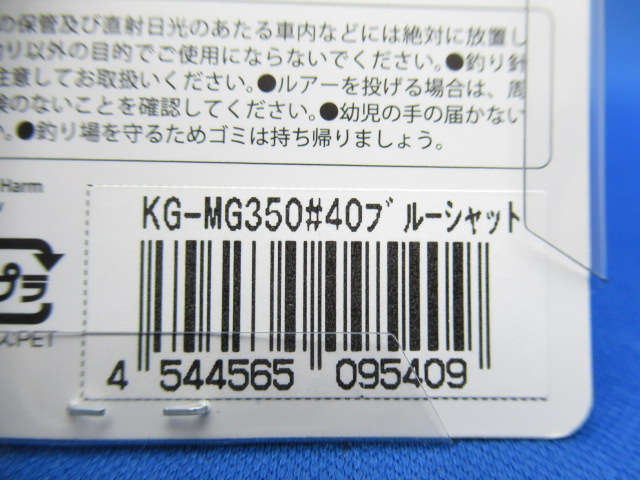 の保管及び直射日光のあたる車内などには絶対に放置し
り以外の目的でご使用にならないでください。●釣り針
注意してお取扱いください。●ルアーを投げる場合は、周
のないことを確認してください。●幼児の手の届かない
い。●釣り場を守るためゴミは持ち帰りましょう。
Harm
KG-MG350#40ブルーシャット
プラ
PET
4 544565 095409